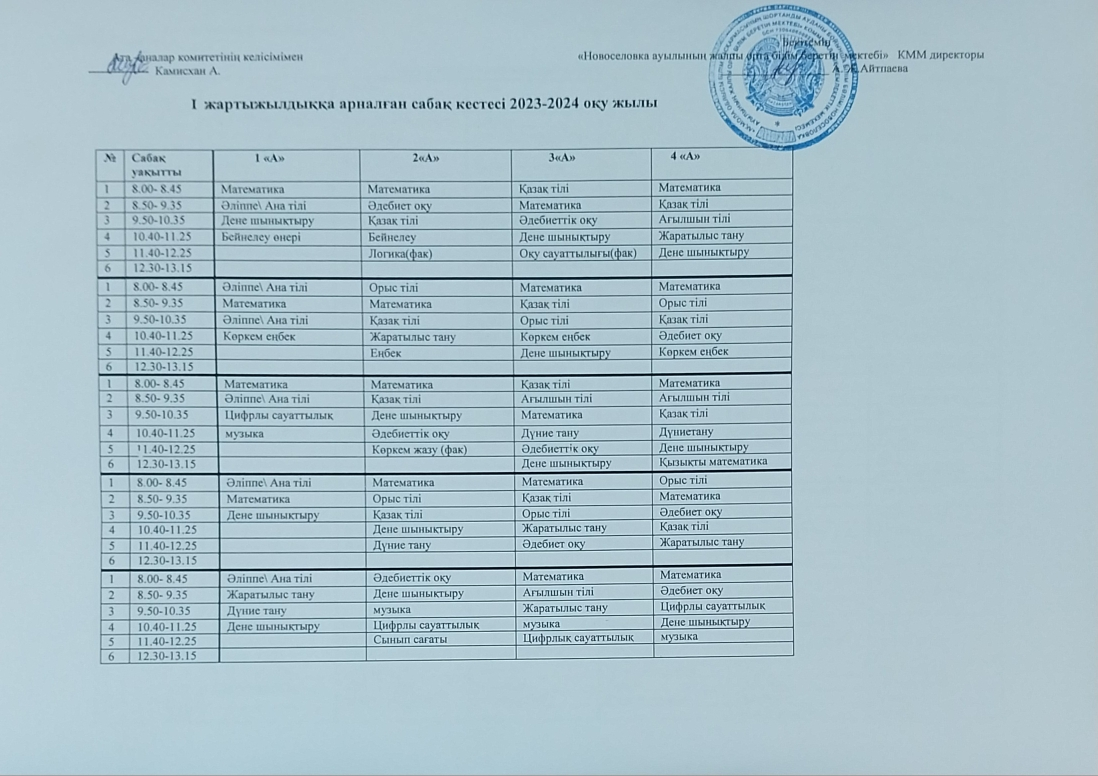 Ата аналар комитетінің келісімімен
Камисхан А.
Бекітемін
«Новоселовка ауылының жалпы орта білім беретін мектебі» КММ директоры
А.Ж.Айтпаева
I жартыжылдыққа арналған сабақ кестесі 2023-2024 оқу жылы
№ Сабақ уақытты 1 «А» 2«А» 3«А» 4 «А»
1 8.00- 8.45 Математика Математика Қазақ тілі Математика
2 8.50- 9.35 Әліппе\ Ана тілі Әдебиет оқу Математика Қазақ тілі
3 9.50-10.35 Дене шынықтыру Қазақ тілі Әдебиеттік оқу Ағылшын тілі
4 10.40-11.25 Бейнелеу өнері Бейнелеу Дене шынықтыру Жаратылыс тану
5 11.40-12.25 Логика(фак) Оқу сауаттылығы(фак) Дене шынықтыру
6 12.30-13.15
1 8.00- 8.45 Әліппе\ Ана тілі Орыс тілі Математика Математика
2 8.50- 9.35 Математика Математика Қазақ тілі Орыс тілі
3 9.50-10.35 Әліппе\ Ана тілі Қазақ тілі Орыс тілі Қазақ тілі
4 10.40-11.25 Көркем еңбек Жаратылыс тану Көркем еңбек Әдебиет оқу
5 11.40-12.25 Еңбек Дене шынықтыру Көркем еңбек
6 12.30-13.15
1 8.00- 8.45 Математика Математика Қазақ тілі Математика
2 8.50- 9.35 Әліппе\ Ана тілі Қазақ тілі Ағылшын тілі Ағылшын тілі
3 9.50-10.35 Цифрлы сауаттылық Дене шынықтыру Математика Қазақ тілі
4 10.40-11.25 музыка Әдебиеттік оқу Дүние тану Дүниетану
5 11.40-12.25 Көркем жазу (фак) Әдебиеттік оқу Дене шынықтыру
6 12.30-13.15 Дене шынықтыру Қызықты математика
1 8.00- 8.45 Әліппе\ Ана тілі Математика Математика Орыс тілі
2 8.50- 9.35 Математика Орыс тілі Қазақ тілі Математика
3 9.50-10.35 Дене шынықтыру Қазақ тілі Орыс тілі Әдебиет оқу
4 10.40-11.25 Дене шынықтыру Жаратылыс тану Қазақ тілі
5 11.40-12.25 Дүние тану Әдебиет оқу Жаратылыс тану
6 12.30-13.15
1 8.00- 8.45 Әліппе\ Ана тілі Әдебиеттік оқу Математика Математика
2 8.50- 9.35 Жаратылыс тану Дене шынықтыру Ағылшын тілі Әдебиет оқу
3 9.50-10.35 Дүние тану музыка Жаратылыс тану Цифрлы сауаттылық
4 10.40-11.25 Дене шынықтыру Цифрлы сауаттылық музыка Дене шынықтыру
5 11.40-12.25 Сынып сағаты Цифрлық сауаттылық музыка
6 12.30-13.15